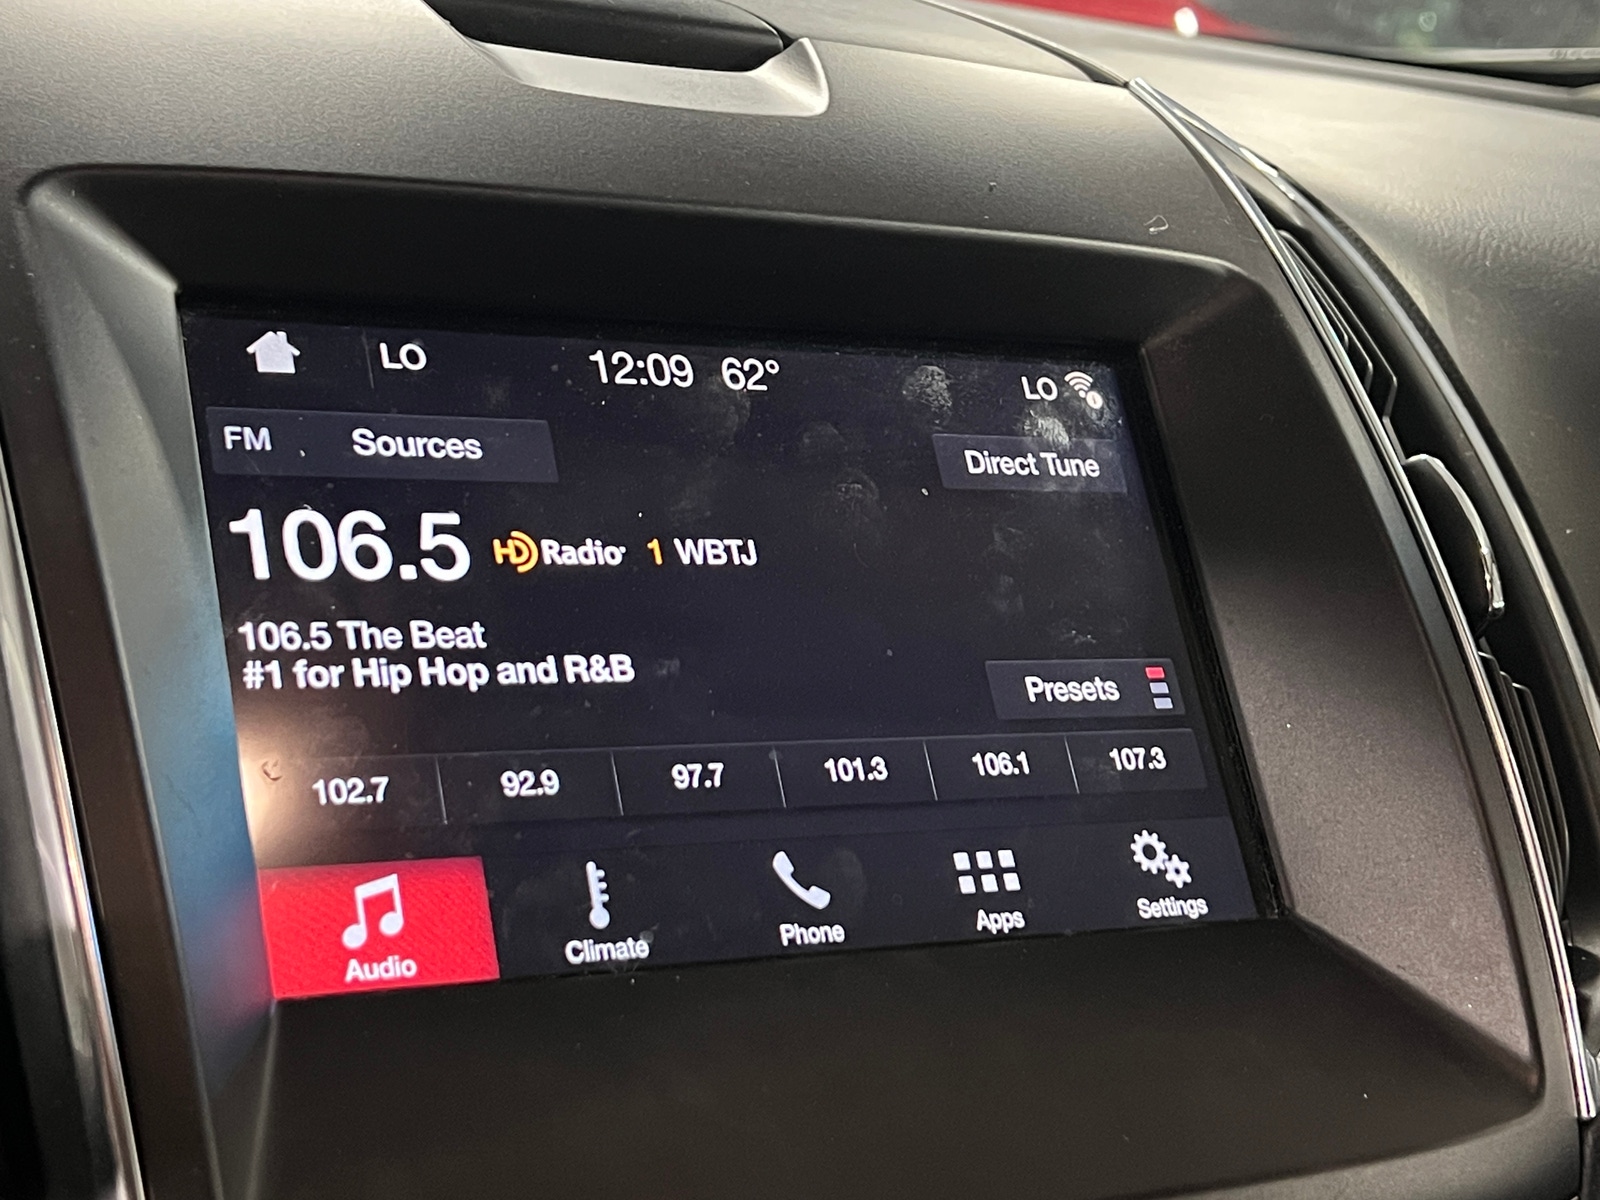 LO 12:09 62° LO
FM Sources Direct Tune
106.5 HD Radio 1 WBTJ
106.5 The Beat
#1 for Hip Hop and R&B
Presets
102.7 92.9 97.7 101.3 106.1 107.3
Audio Climate Phone Apps Settings